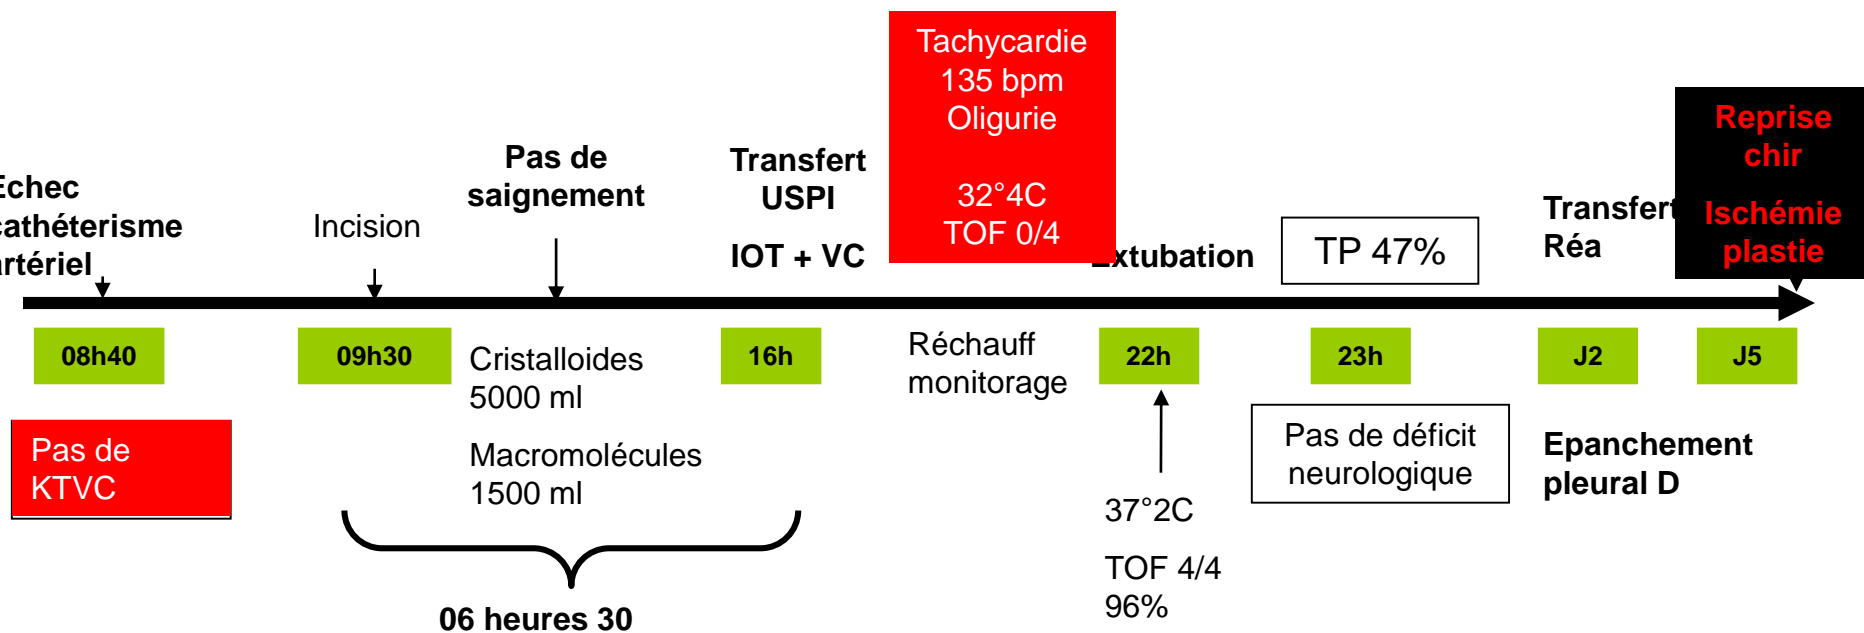 Echec
cathéterisme
artériel
Incision
Pas de
saignement
Transfert
USPI
IOT + VC
Tachycardie
135 bpm
Oligurie
32°4C
TOF 0/4
Extubation
TP 47%
Transfert
Réa
Reprise
chir
Ischémie
plastie
08h40
09h30
Cristalloides
5000 ml
Macromolécules
1500 ml
16h
Réchauff
monitorage
22h
23h
J2
J5
Pas de
KTVC
37°2C
TOF 4/4
96%
Pas de déficit
neurologique
Epanchement
pleural D
06 heures 30